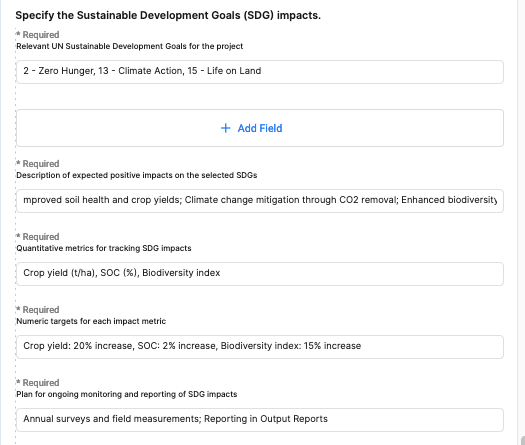 Specify the Sustainable Development Goals (SDG) impacts.
* Required
Relevant UN Sustainable Development Goals for the project
2 - Zero Hunger, 13 - Climate Action, 15 - Life on Land
+ Add Field
* Required
Description of expected positive impacts on the selected SDGs
mproved soil health and crop yields; Climate change mitigation through CO2 removal; Enhanced biodiversity
* Required
Quantitative metrics for tracking SDG impacts
Crop yield (t/ha), SOC (%), Biodiversity index
* Required
Numeric targets for each impact metric
Crop yield: 20% increase, SOC: 2% increase, Biodiversity index: 15% increase
* Required
Plan for ongoing monitoring and reporting of SDG impacts
Annual surveys and field measurements; Reporting in Output Reports